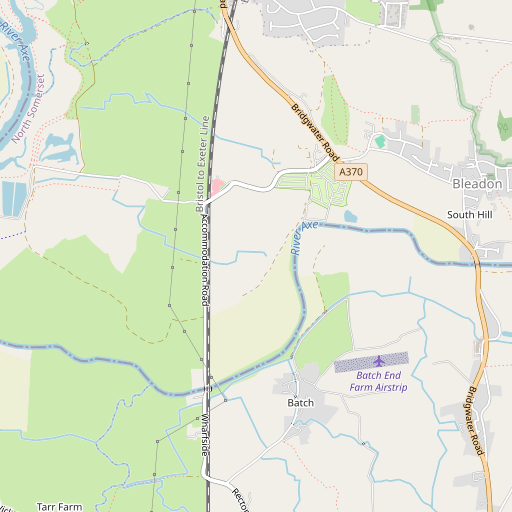 River Axe
North Somerset
Bridgwater Road
A370
Bristol to Exeter Line
Bleadon
South Hill
Accommodation Road
River Axe
Batch End
Farm Airstrip
Batch
Bridgwater Road
Wharfside
Tarr Farm